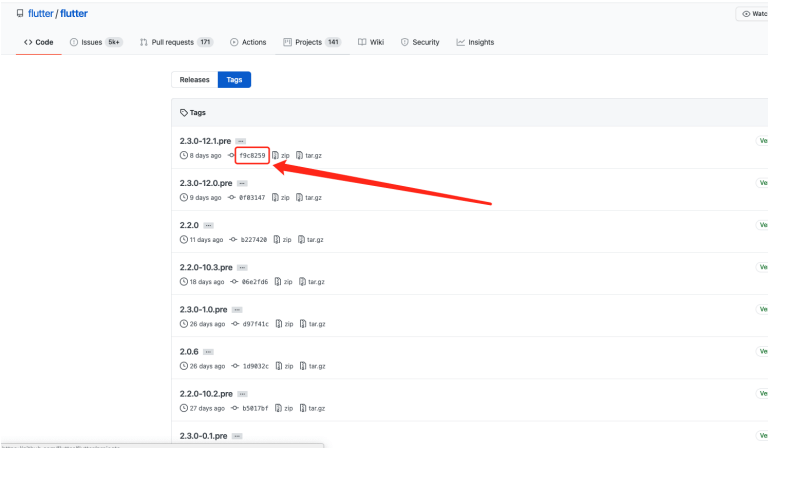 flutter / flutter
Watc
<> Code Issues 5k+ Pull requests 171 Actions Projects 141 Wiki Security Insights
Releases Tags
Tags
2.3.0-12.1.pre ...
Ve
8 days ago f9c8259 zip tar.gz
2.3.0-12.0.pre ...
Ve
9 days ago 0f03147 zip tar.gz
2.2.0 ...
Ve
11 days ago b227420 zip tar.gz
2.2.0-10.3.pre ...
Ve
18 days ago 06e2fd6 zip tar.gz
2.3.0-1.0.pre ...
Ve
26 days ago d97f41c zip tar.gz
2.0.6 ...
Ve
26 days ago 1d9032c zip tar.gz
2.2.0-10.2.pre ...
Ve
27 days ago b5017bf zip tar.gz
2.3.0-0.1.pre ...
Ve